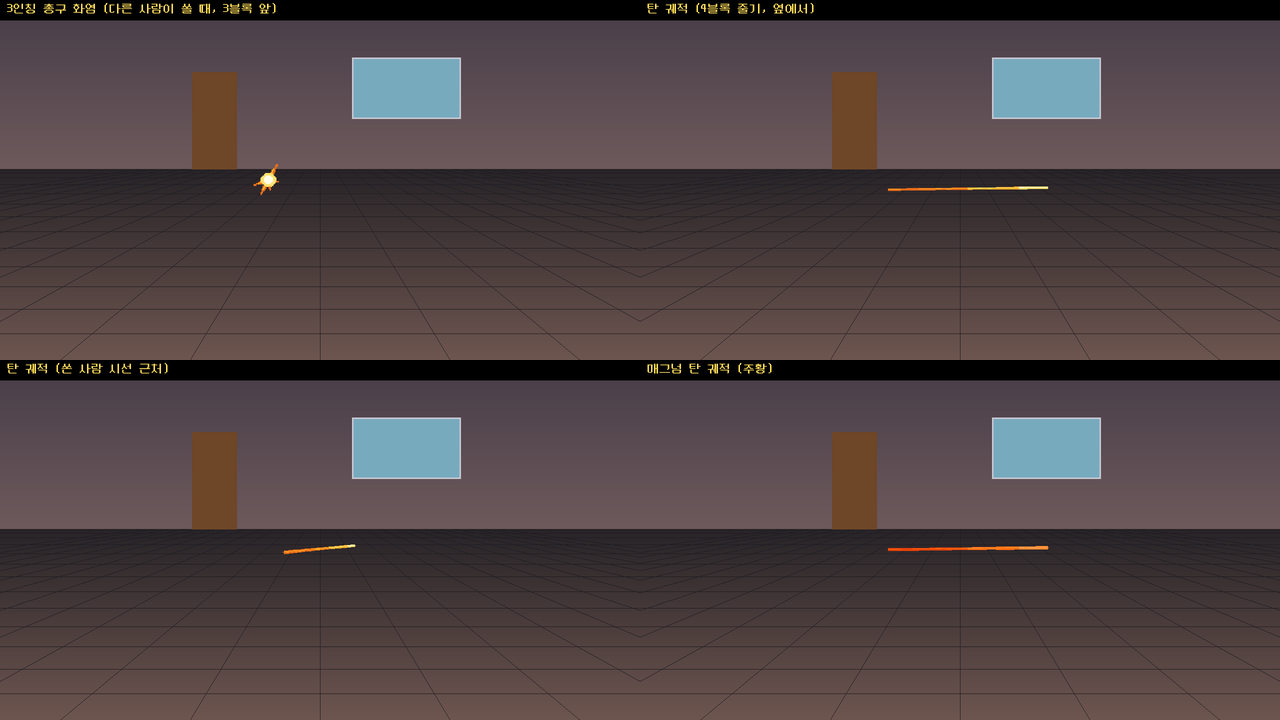 3인칭 총구 화염 (다른 사람이 쏠 때, 3블록 앞)
탄 궤적 (4블록 줄기, 옆에서)
탄 궤적 (쏜 사람 시선 근처)
매그넘 탄 궤적 (주황)